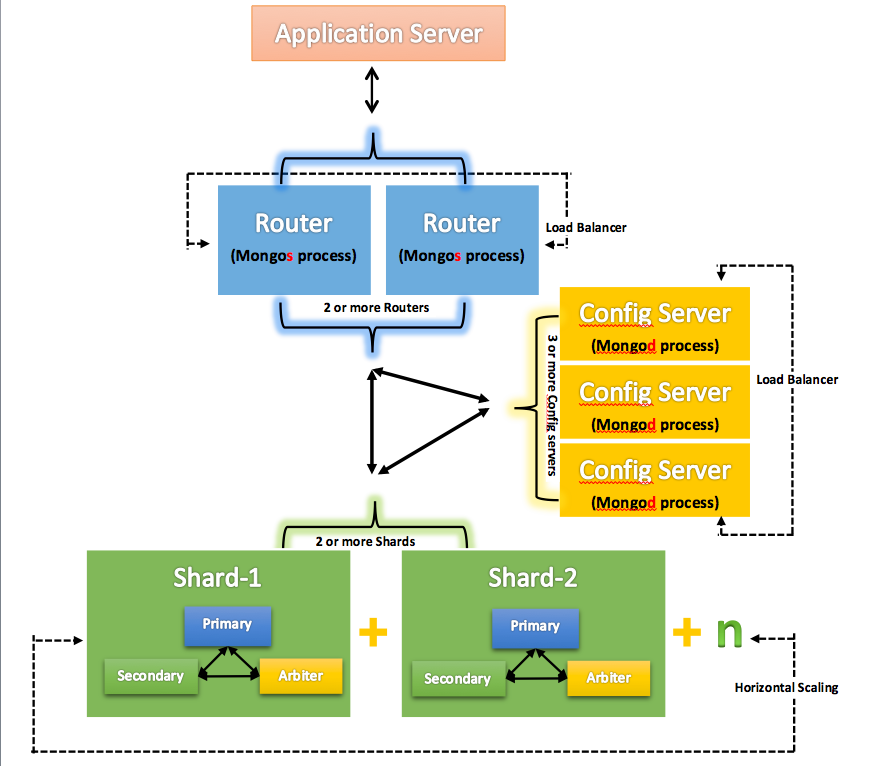 Application Server
Router
(Mongos process)
Router
(Mongos process)
Load Balancer
2 or more Routers
Config Server
(Mongod process)
Config Server
(Mongod process)
Config Server
(Mongod process)
3 or more Config servers
Load Balancer
2 or more Shards
Shard-1
Primary
Secondary
Arbiter
+
Shard-2
Primary
Secondary
Arbiter
+ n
Horizontal Scaling